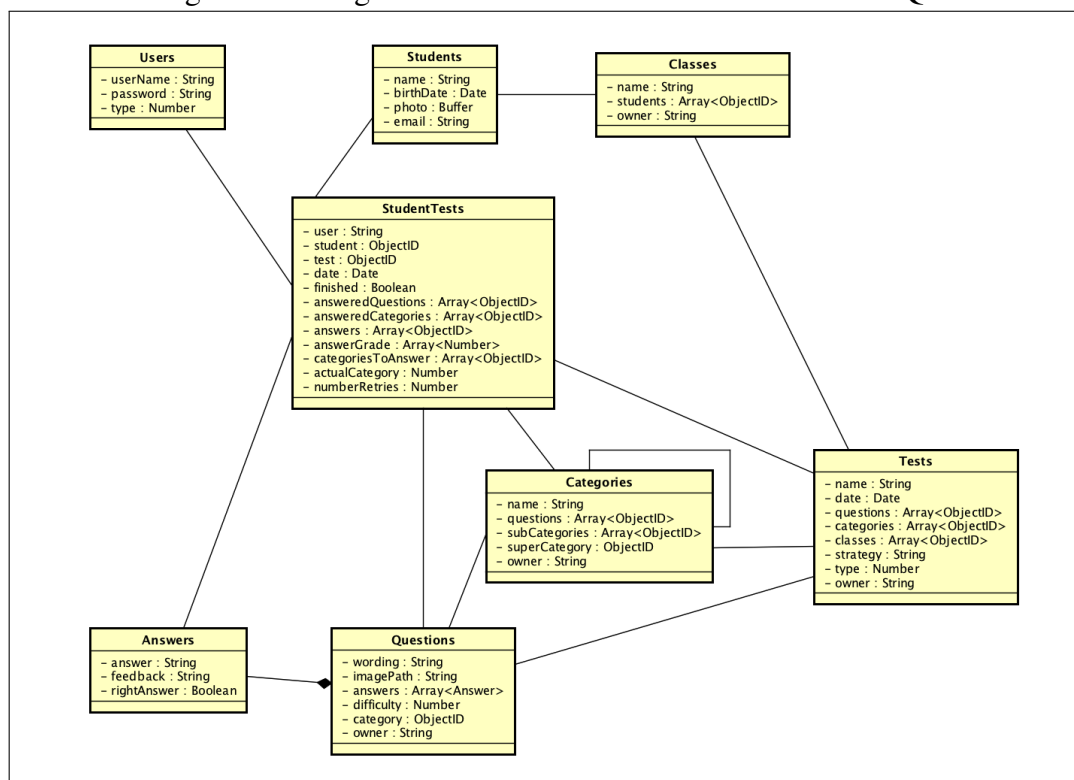 Users
- userName : String
- password : String
- type : Number
Students
- name : String
- birthDate : Date
- photo : Buffer
- email : String
Classes
- name : String
- students : Array<ObjectID>
- owner : String
StudentTests
- user : String
- student : ObjectID
- test : ObjectID
- date : Date
- finished : Boolean
- answeredQuestions : Array<ObjectID>
- answeredCategories : Array<ObjectID>
- answers : Array<ObjectID>
- answerGrade : Array<Number>
- categoriesToAnswer : Array<ObjectID>
- actualCategory : Number
- numberRetries : Number
Categories
- name : String
- questions : Array<ObjectID>
- subCategories : Array<ObjectID>
- superCategory : ObjectID
- owner : String
Tests
- name : String
- date : Date
- questions : Array<ObjectID>
- categories : Array<ObjectID>
- classes : Array<ObjectID>
- strategy : String
- type : Number
- owner : String
Answers
- answer : String
- feedback : String
- rightAnswer : Boolean
Questions
- wording : String
- imagePath : String
- answers : Array<Answer>
- difficulty : Number
- category : ObjectID
- owner : String